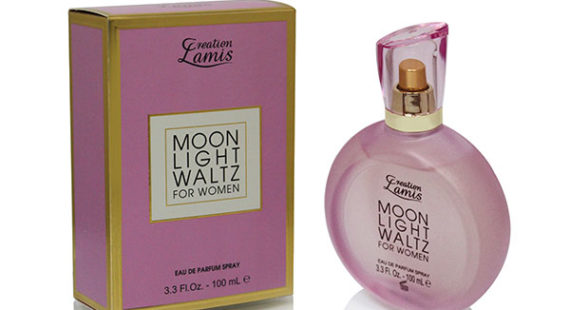 Creation
Lamis
MOON
LIGHT
WALTZ
FOR WOMEN
EAU DE PARFUM SPRAY
3.3 Fl.Oz. - 100 mL ℮
Creation
Lamis
MOON
LIGHT
WALTZ
FOR WOMEN
EAU DE PARFUM SPRAY
3.3 Fl.Oz. - 100 mL ℮